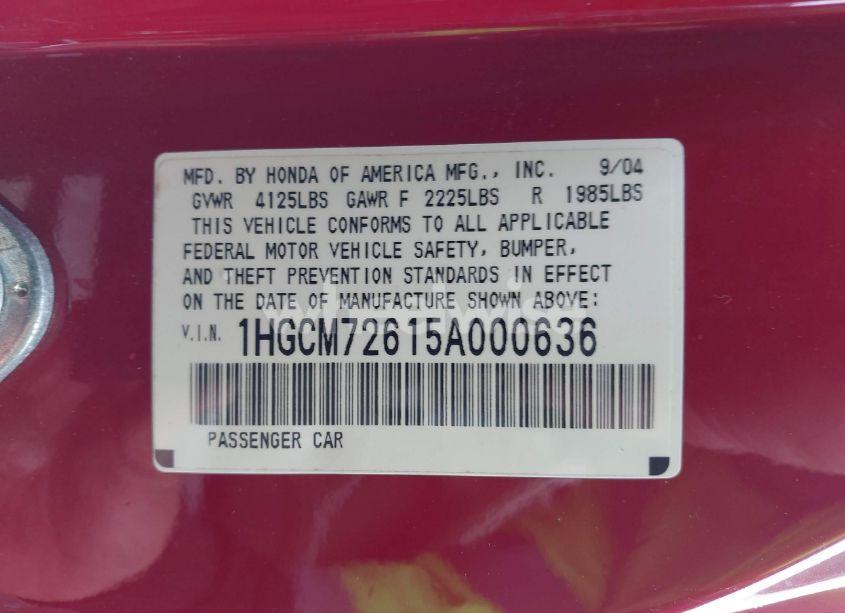 MFD. BY HONDA OF AMERICA MFG., INC. 9/04
GVWR 4125LBS GAWR F 2225LBS R 1985LBS
THIS VEHICLE CONFORMS TO ALL APPLICABLE
FEDERAL MOTOR VEHICLE SAFETY, BUMPER,
AND THEFT PREVENTION STANDARDS IN EFFECT
ON THE DATE OF MANUFACTURE SHOWN ABOVE:
V.I.N. 1HGCM72615A000636
PASSENGER CAR